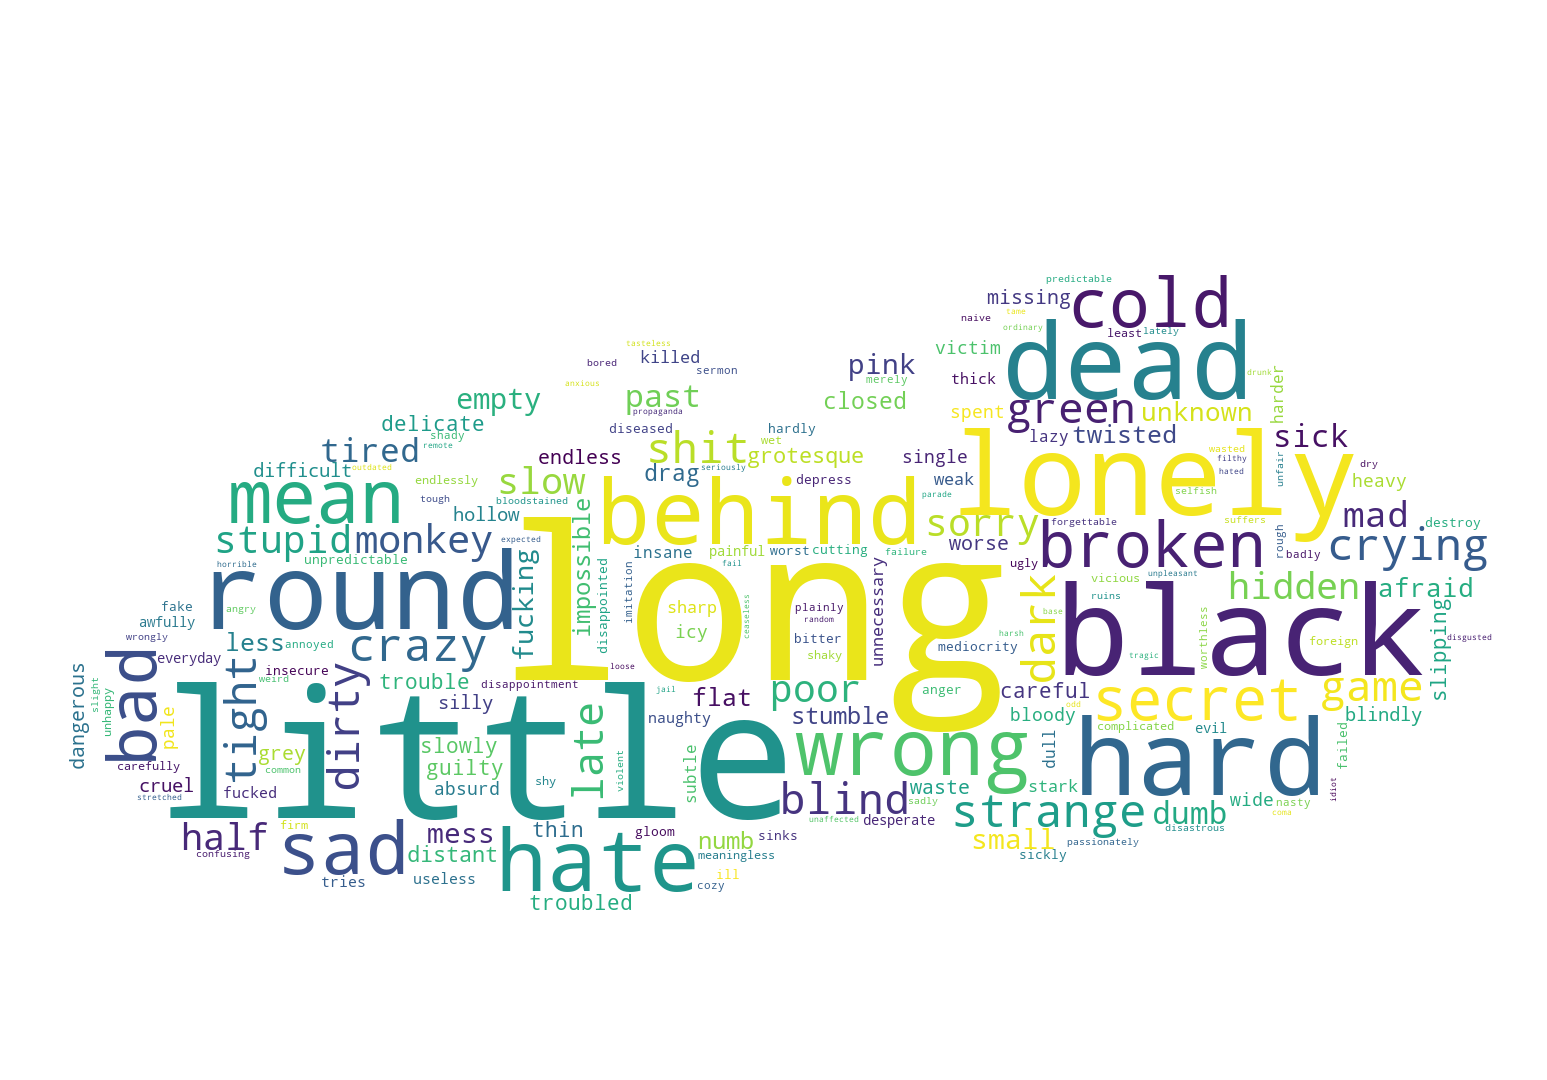 predictable
cold
missing
tame
naive
ordinary
least
lately
dead
tasteless
killed
bored
sermon
victim
pink
merely
thick
drunk
anxious
harder
past
empty
closed
propaganda
spent
green
unknown
delicate
diseased
hardly
shady
remote
wet
lazy
twisted
sick
tired
shit
grotesque
lonely
wasted
filthy
hated
unfair
dry
difficult
outdated
endless
drag
seriously
single
weak
slow
endlessly
depress
selfish
heavy
mean
tough
bloodstained
behind
parade
hollow
impossible
sorry
forgettable
suffers
mad
destroy
stupid
monkey
expected
insane
painful
worst
cutting
failure
worse
broken
rough
badly
crying
unpredictable
horrible
fail
ugly
round
fucking
long
disappointed
imitation
unnecessary
dark
vicious
unpleasant
hidden
afraid
ruins
fake
angry
sharp
plainly
random
ceaseless
base
black
worthless
slipping
awfully
icy
bitter
harsh
foreign
disgusted
wrongly
less
annoyed
crazy
mediocrity
tragic
everyday
shaky
bad
tight
insecure
loose
dangerous
slight
unhappy
weird
dirty
trouble
disappointment
jail
poor
anger
careful
secret
game
pale
little
silly
flat
odd
late
naughty
stumble
bloody
blindly
grey
slowly
wrong
complicated
evil
common
guilty
violent
subtle
dull
hard
failed
carefully
cruel
fucked
absurd
shy
blind
waste
stark
idiot
stretched
sadly
strange
dumb
wide
nasty
coma
firm
unaffected
desperate
disastrous
half
sad
mess
thin
gloom
sinks
numb
small
passionately
confusing
distant
hate
meaningless
sickly
tries
useless
ill
cozy
troubled